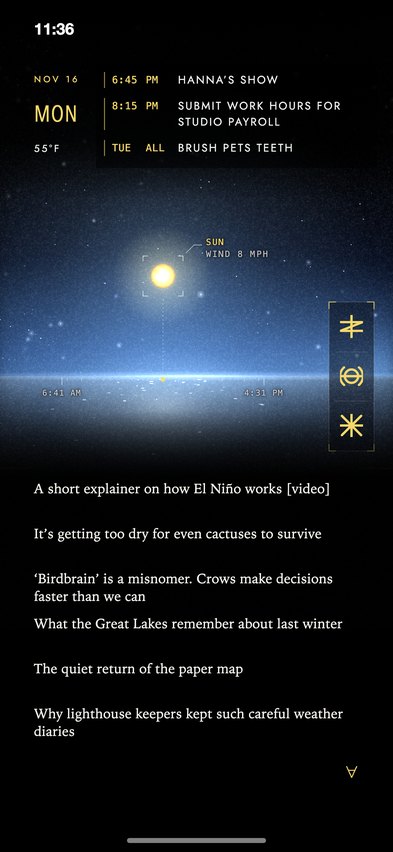 11:36
NOV 16
MON
55°F
6:45 PM HANNA'S SHOW
8:15 PM SUBMIT WORK HOURS FOR
STUDIO PAYROLL
TUE ALL BRUSH PETS TEETH
SUN
WIND 8 MPH
6:41 AM
4:31 PM
A short explainer on how El Niño works [video]
It’s getting too dry for even cactuses to survive
‘Birdbrain’ is a misnomer. Crows make decisions
faster than we can
What the Great Lakes remember about last winter
The quiet return of the paper map
Why lighthouse keepers kept such careful weather
diaries